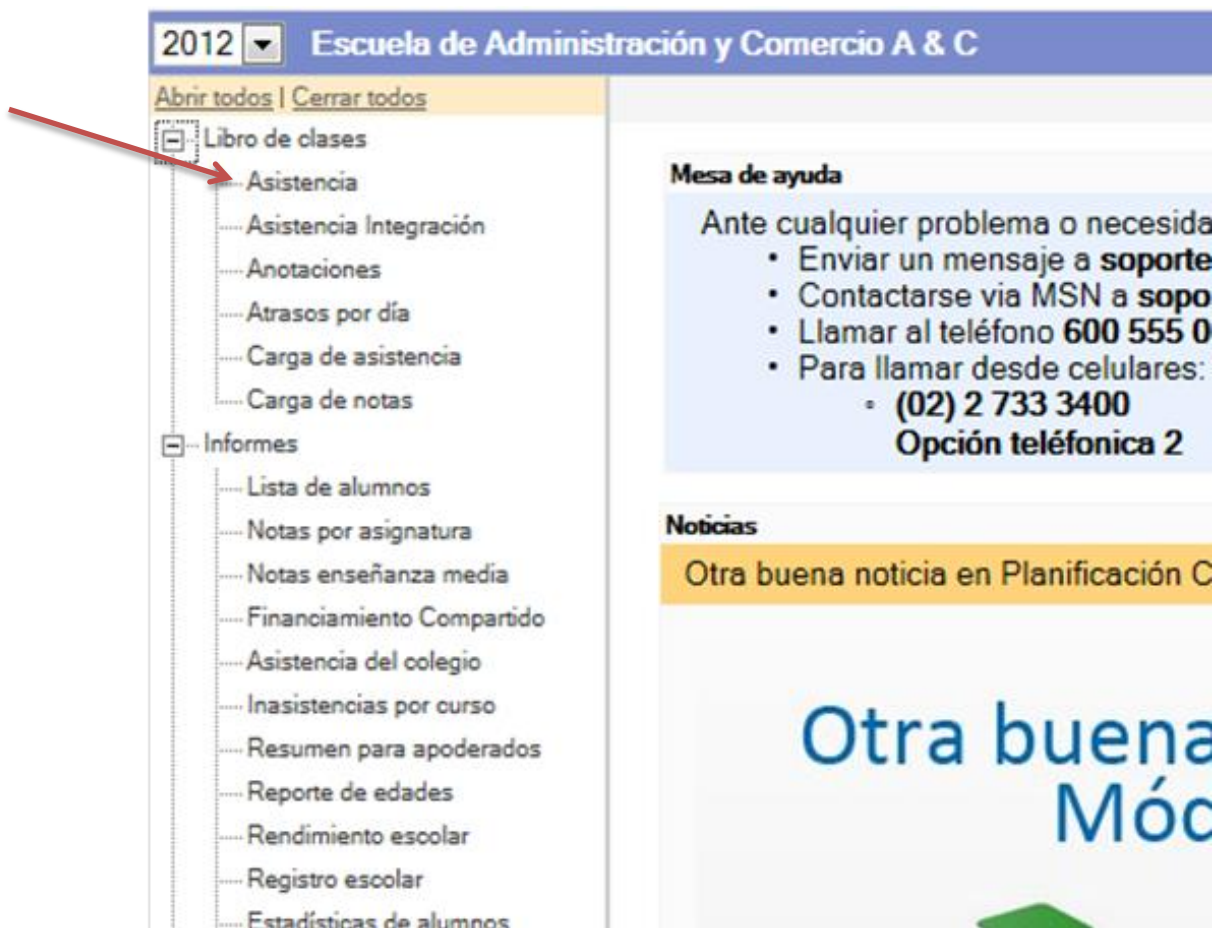 2012 Escuela de Administración y Comercio A & C
Abrir todos | Cerrar todos
Libro de clases
Asistencia
Asistencia Integración
Anotaciones
Atrasos por día
Carga de asistencia
Carga de notas
Informes
Lista de alumnos
Notas por asignatura
Notas enseñanza media
Financiamiento Compartido
Asistencia del colegio
Inasistencias por curso
Resumen para apoderados
Reporte de edades
Rendimiento escolar
Registro escolar
Estadísticas de alumnos
Mesa de ayuda
Ante cualquier problema o necesida
• Enviar un mensaje a soporte
• Contactarse via MSN a sopo
• Llamar al teléfono 600 555 0
• Para llamar desde celulares:
◦ (02) 2 733 3400
Opción teléfonica 2
Noticias
Otra buena noticia en Planificación C
Otra buena
Mód